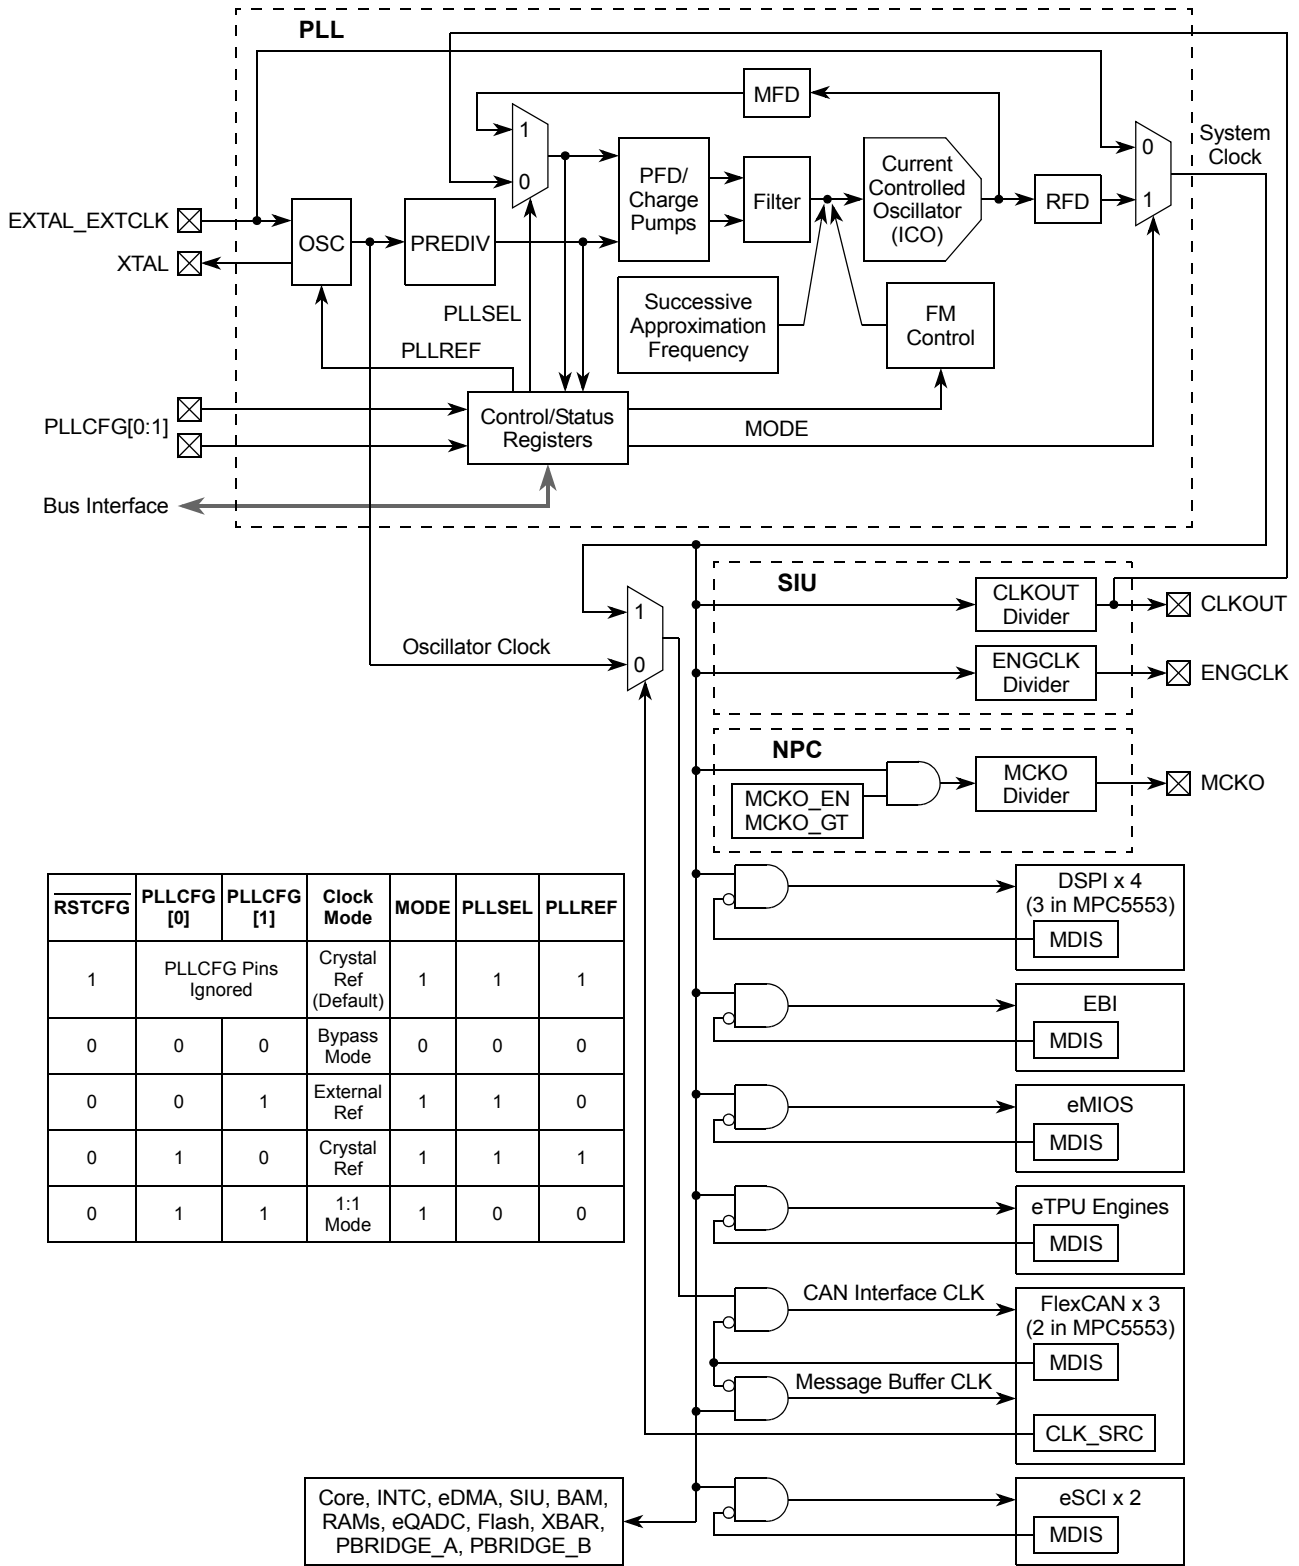 PLL
MFD
1
0
PFD/
Charge
Pumps
Filter
Current
Controlled
Oscillator
(ICO)
RFD
0
1
System
Clock
EXTAL_EXTCLK
XTAL
OSC
PREDIV
PLLSEL
PLLREF
Successive
Approximation
Frequency
FM
Control
PLLCFG[0:1]
Control/Status
Registers
MODE
Bus Interface
SIU
1
0
Oscillator Clock
CLKOUT
Divider
CLKOUT
ENGCLK
Divider
ENGCLK
NPC
MCKO_EN
MCKO_GT
MCKO
Divider
MCKO
DSPI x 4
(3 in MPC5553)
MDIS
EBI
MDIS
eMIOS
MDIS
eTPU Engines
MDIS
CAN Interface CLK
FlexCAN x 3
(2 in MPC5553)
MDIS
Message Buffer CLK
CLK_SRC
eSCI x 2
MDIS
Core, INTC, eDMA, SIU, BAM,
RAMs, eQADC, Flash, XBAR,
PBRIDGE_A, PBRIDGE_B
RSTCFG PLLCFG [0] PLLCFG [1] Clock Mode MODE PLLSEL PLLREF
1 PLLCFG Pins Ignored Crystal Ref (Default) 1 1 1
0 0 0 Bypass Mode 0 0 0
0 0 1 External Ref 1 1 0
0 1 0 Crystal Ref 1 1 1
0 1 1 1:1 Mode 1 0 0